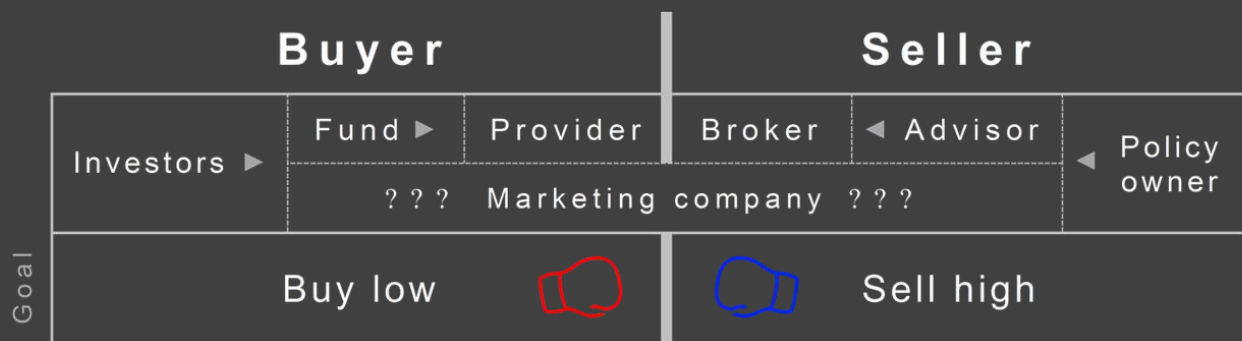 Buyer
Seller
Investors
Fund
Provider
Broker
Advisor
Policy
owner
? ? ? Marketing company ? ? ?
Goal
Buy low
Sell high